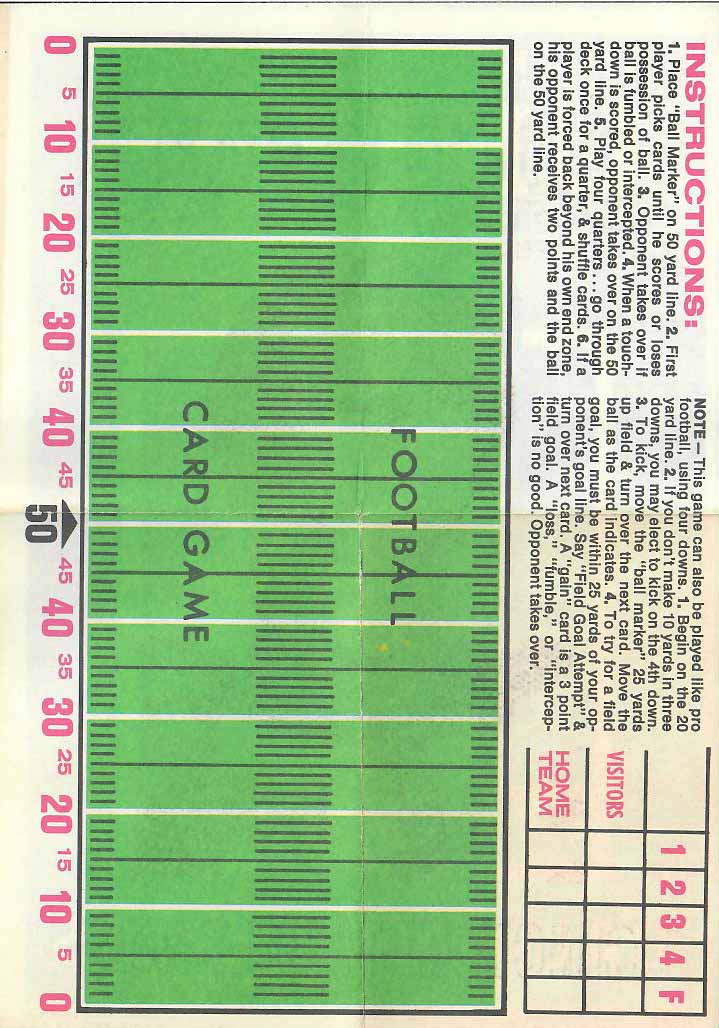 INSTRUCTIONS:
1. Place "Ball Marker" on 50 yard line. 2. First
player picks cards until he scores or loses
possession of ball. 3. Opponent takes over if
ball is fumbled or intercepted. 4. When a touch-
down is scored, opponent takes over on the 50
yard line. 5. Play four quarters . . . go through
deck once for a quarter, & shuffle cards. 6. If a
player is forced back beyond his own end zone,
his opponent receives two points and the ball
on the 50 yard line.
NOTE — This game can also be played like pro
football, using four downs. 1. Begin on the 20
yard line. 2. If you don't make 10 yards in three
downs, you may elect to kick on the 4th down.
3. To kick, move the "ball marker" 25 yards
up field & turn over the next card. Move the
ball as the card indicates. 4. To try for a field
goal, you must be within 25 yards of your op-
ponent's goal line. Say "Field Goal Attempt" &
turn over next card. A "gain" card is a 3 point
field goal. A "loss," "fumble," or "intercep-
tion" is no good. Opponent takes over.
1 2 3 4 F
VISITORS
HOME
TEAM
FOOTBALL
CARD GAME
0 5 10 15 20 25 30 35 40 45 50 45 40 35 30 25 20 15 10 5 0